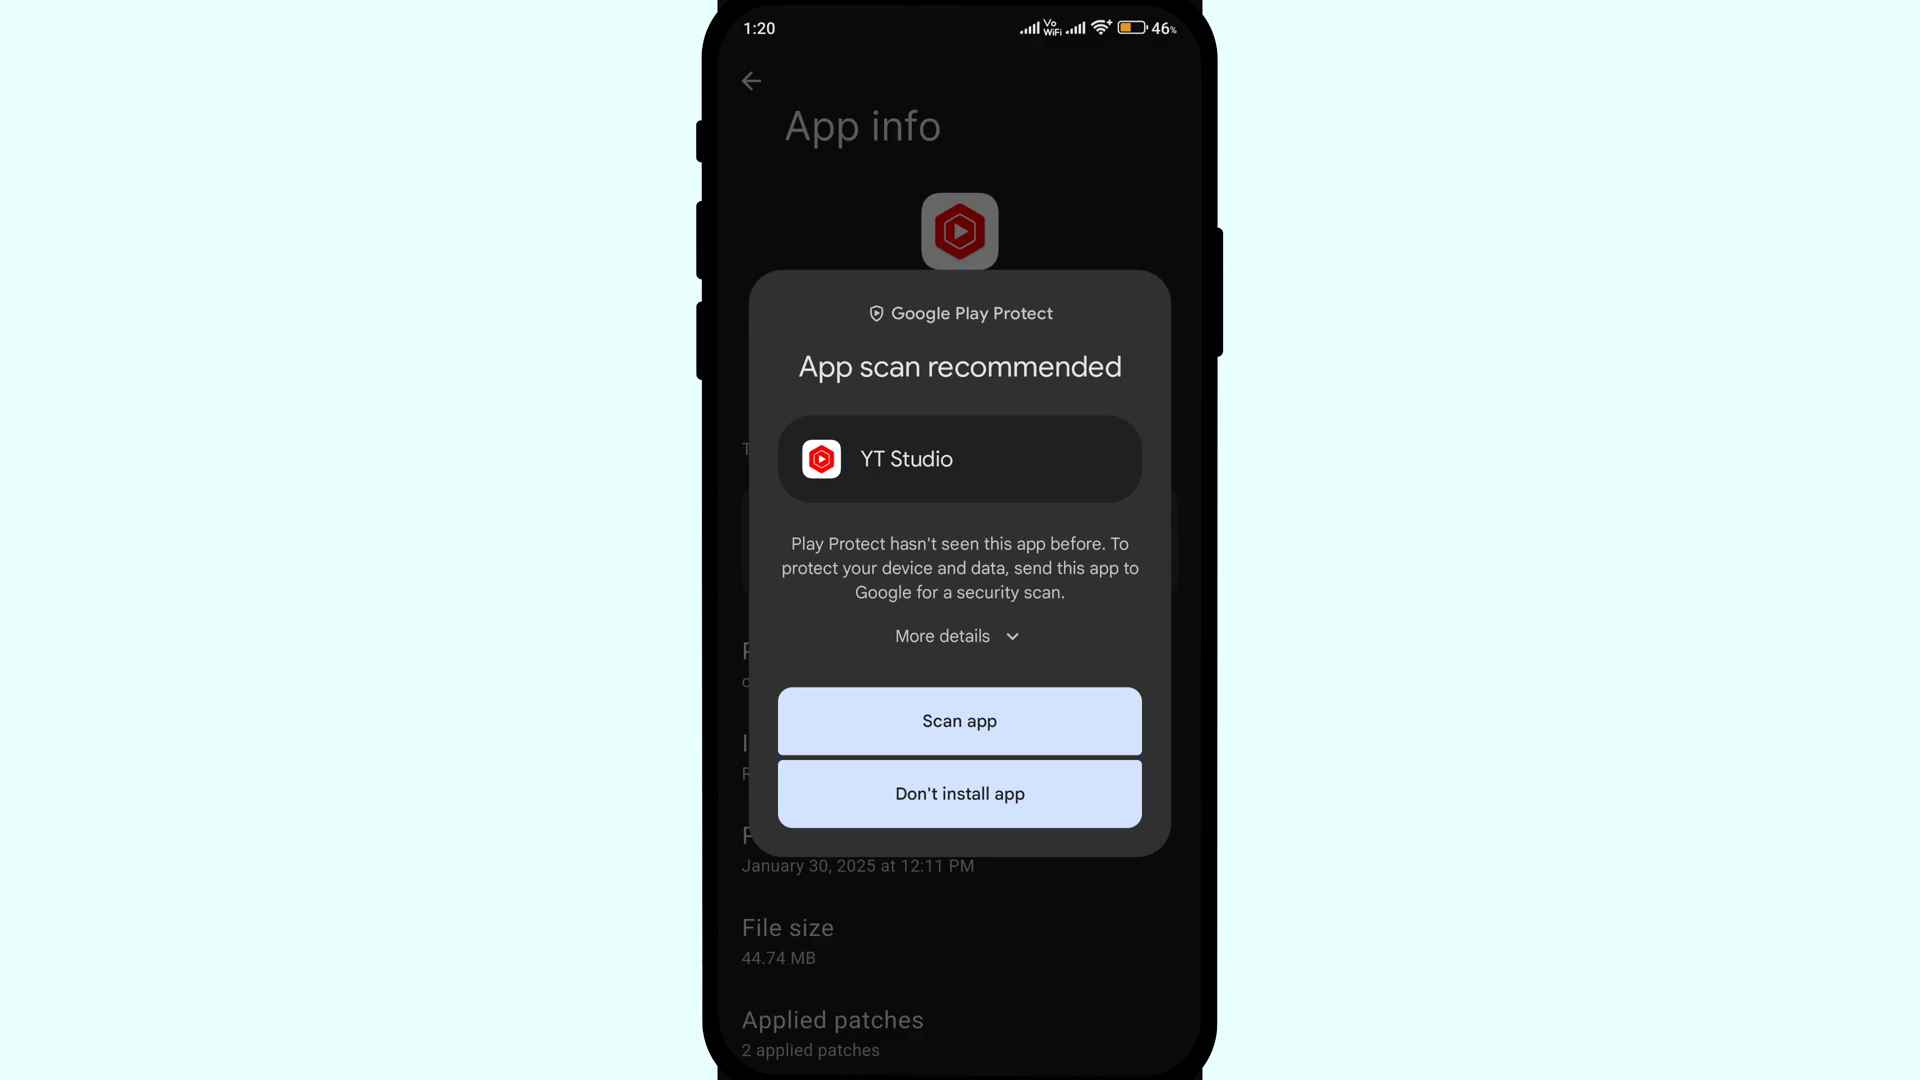 1:20
Vo
WiFi
46%
App info
Google Play Protect
App scan recommended
YT Studio
Play Protect hasn't seen this app before. To
protect your device and data, send this app to
Google for a security scan.
More details
Scan app
Don't install app
January 30, 2025 at 12:11 PM
File size
44.74 MB
Applied patches
2 applied patches